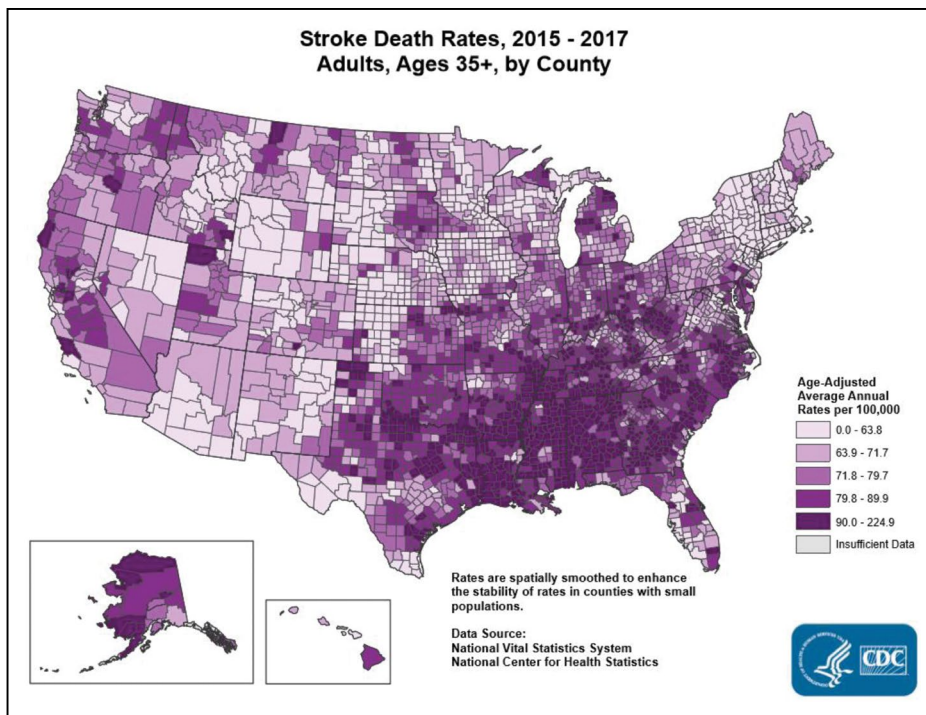 Stroke Death Rates, 2015 - 2017
Adults, Ages 35+, by County
Age-Adjusted
Average Annual
Rates per 100,000
0.0 - 63.8
63.9 - 71.7
71.8 - 79.7
79.8 - 89.9
90.0 - 224.9
Insufficient Data
Rates are spatially smoothed to enhance
the stability of rates in counties with small
populations.
Data Source:
National Vital Statistics System
National Center for Health Statistics
CDC